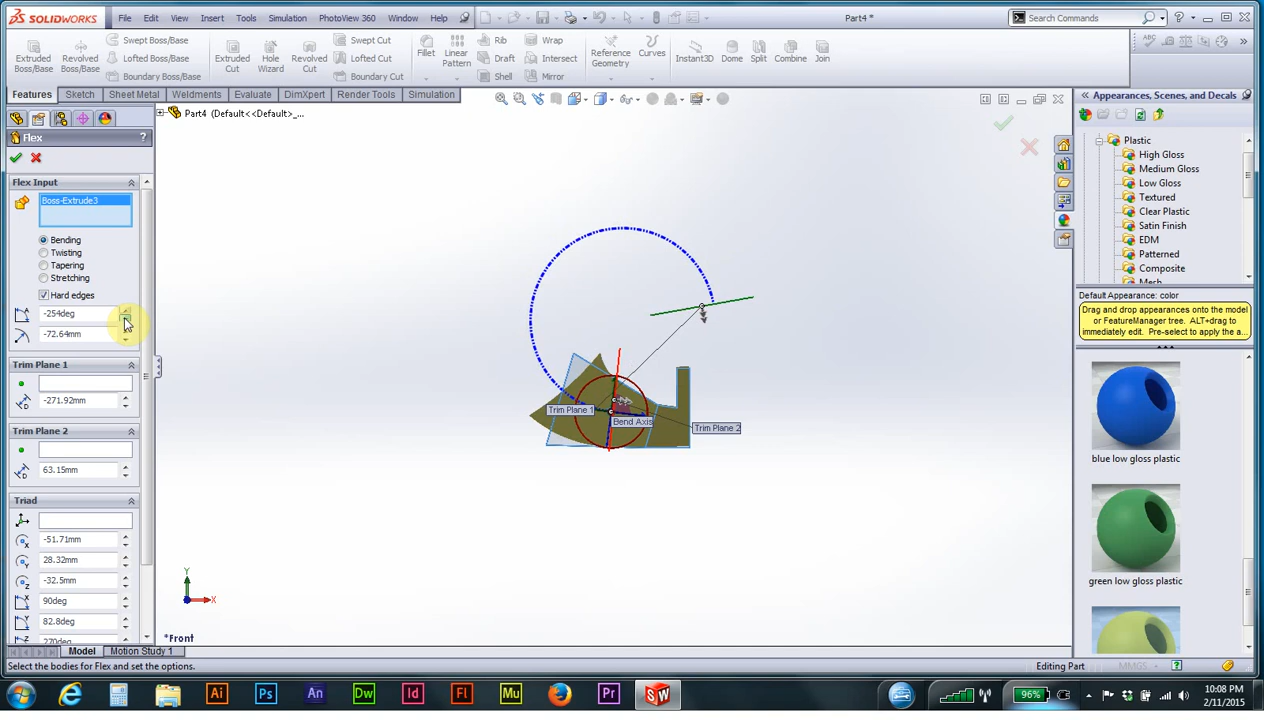 SOLIDWORKS File Edit View Insert Tools Simulation PhotoView 360 Window Help Part4 * Search Commands
Extruded Boss/Base
Revolved Boss/Base
Swept Boss/Base
Lofted Boss/Base
Boundary Boss/Base
Extruded Cut
Hole Wizard
Revolved Cut
Swept Cut
Lofted Cut
Boundary Cut
Fillet
Linear Pattern
Rib
Draft
Shell
Wrap
Intersect
Mirror
Reference Geometry
Curves
Instant3D
Dome
Split
Combine
Join
Features Sketch Sheet Metal Weldments Evaluate DimXpert Render Tools Simulation
Part4 (Default<<Default>_...
Flex ?
Flex Input
Boss-Extrude3
Bending
Twisting
Tapering
Stretching
Hard edges
-254deg
-72.64mm
Trim Plane 1
-271.92mm
Trim Plane 2
63.15mm
Triad
-51.71mm
28.32mm
-32.5mm
90deg
82.8deg
270deg
Trim Plane 1
Bend Axis
Trim Plane 2
Y
X
*Front
Appearances, Scenes, and Decals
Plastic
High Gloss
Medium Gloss
Low Gloss
Textured
Clear Plastic
Satin Finish
EDM
Patterned
Composite
Mesh
Default Appearance: color
Drag and drop appearances onto the model or FeatureManager tree. ALT+drag to immediately edit. Pre-select to apply the a...
blue low gloss plastic
green low gloss plastic
Model Motion Study 1
Select the bodies for Flex and set the options.
Editing Part
MMGS
Ai Ps An Dw Id Fl Mu Pr SW
96%
10:08 PM
2/11/2015